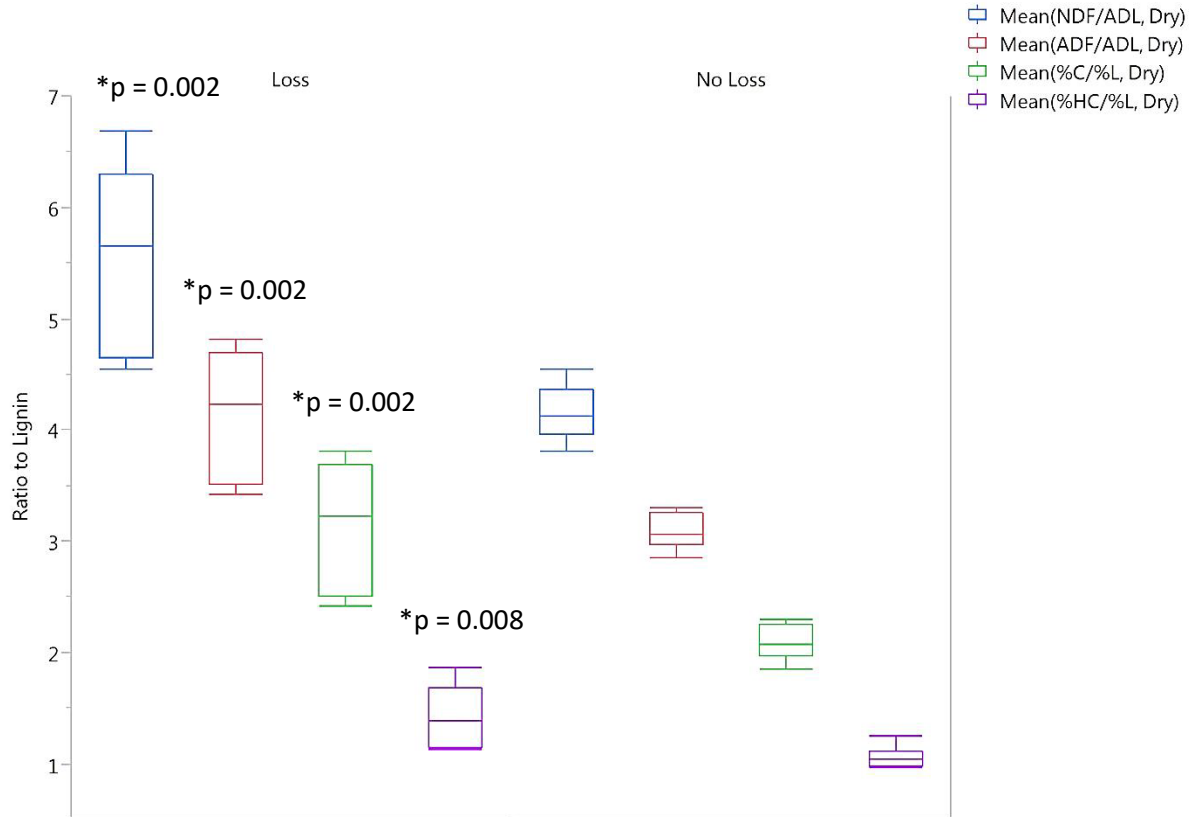 Mean(NDF/ADL, Dry)
Mean(ADF/ADL, Dry)
Mean(%C/%L, Dry)
Mean(%HC/%L, Dry)
Loss
No Loss
*p = 0.002
*p = 0.002
*p = 0.002
*p = 0.008
7
6
5
4
3
2
1
Ratio to Lignin